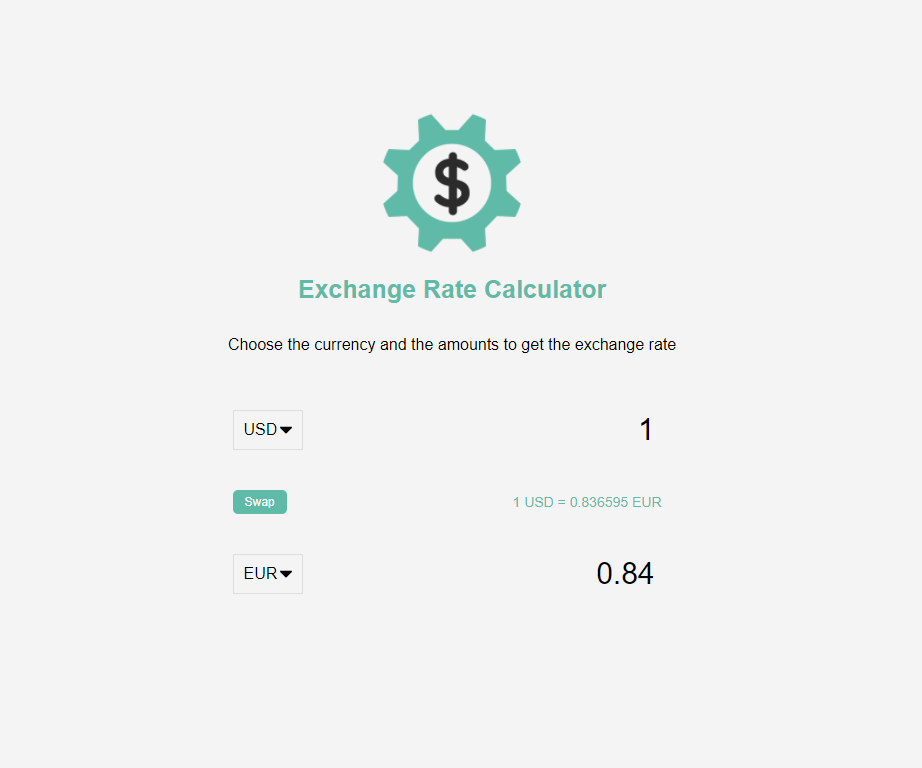 $
Exchange Rate Calculator
Choose the currency and the amounts to get the exchange rate
USD 1
Swap 1 USD = 0.836595 EUR
EUR 0.84